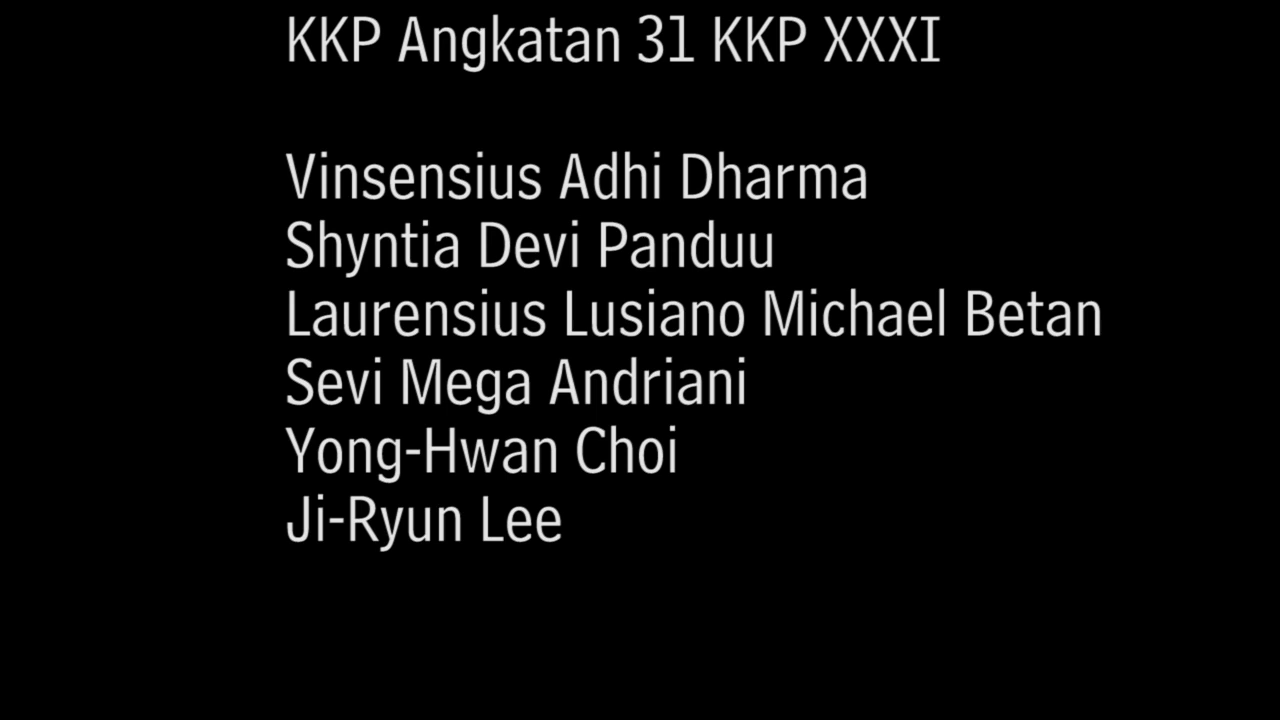 KKP Angkatan 31 KKP XXXI
Vinsensius Adhi Dharma
Shyntia Devi Panduu
Laurensius Lusiano Michael Betan
Sevi Mega Andriani
Yong-Hwan Choi
Ji-Ryun Lee